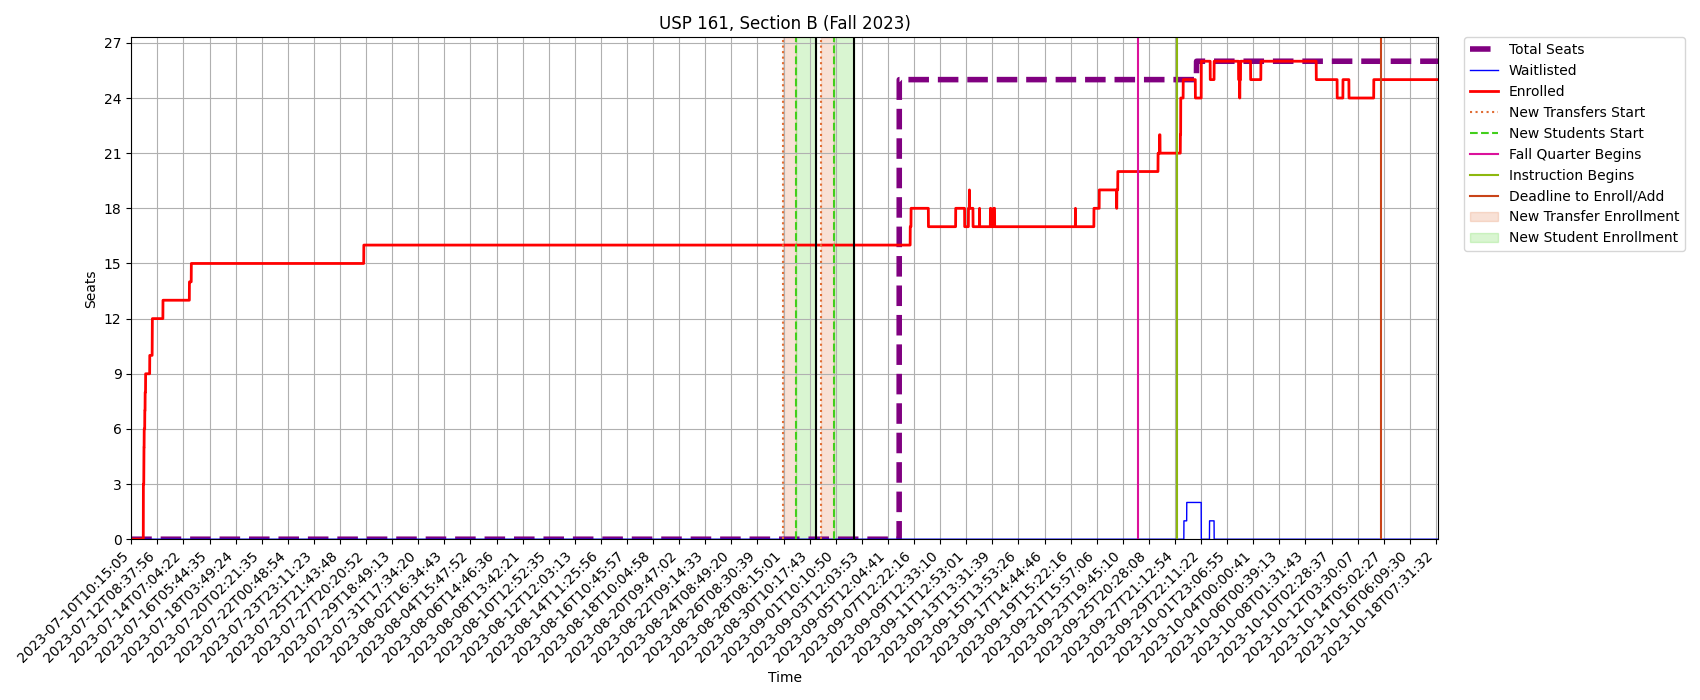 USP 161, Section B (Fall 2023)
27
24
21
18
15
12
9
6
3
0
Seats
2023-07-10T10:15:05
2023-07-12T08:37:56
2023-07-14T07:04:22
2023-07-16T05:44:35
2023-07-18T03:49:24
2023-07-20T02:21:35
2023-07-22T00:48:54
2023-07-23T23:11:23
2023-07-25T21:43:48
2023-07-27T20:20:52
2023-07-29T18:49:13
2023-07-31T17:34:20
2023-08-02T16:34:43
2023-08-04T15:47:52
2023-08-06T14:46:36
2023-08-08T13:42:21
2023-08-10T12:52:35
2023-08-12T12:03:13
2023-08-14T11:25:56
2023-08-16T10:45:57
2023-08-18T10:04:58
2023-08-20T09:47:02
2023-08-22T09:14:33
2023-08-24T08:49:20
2023-08-26T08:30:39
2023-08-28T08:15:01
2023-08-30T10:17:43
2023-09-01T10:10:50
2023-09-03T12:03:53
2023-09-05T12:04:41
2023-09-07T12:22:16
2023-09-09T12:33:10
2023-09-11T12:53:01
2023-09-13T13:31:39
2023-09-15T13:53:26
2023-09-17T14:44:46
2023-09-19T15:22:16
2023-09-21T15:57:06
2023-09-23T19:45:10
2023-09-25T20:28:08
2023-09-27T21:12:54
2023-09-29T22:11:22
2023-10-01T23:06:55
2023-10-04T00:00:41
2023-10-06T00:39:13
2023-10-08T01:31:43
2023-10-10T02:28:37
2023-10-12T03:30:07
2023-10-14T05:02:27
2023-10-16T06:09:30
2023-10-18T07:31:32
Time
Total Seats
Waitlisted
Enrolled
New Transfers Start
New Students Start
Fall Quarter Begins
Instruction Begins
Deadline to Enroll/Add
New Transfer Enrollment
New Student Enrollment